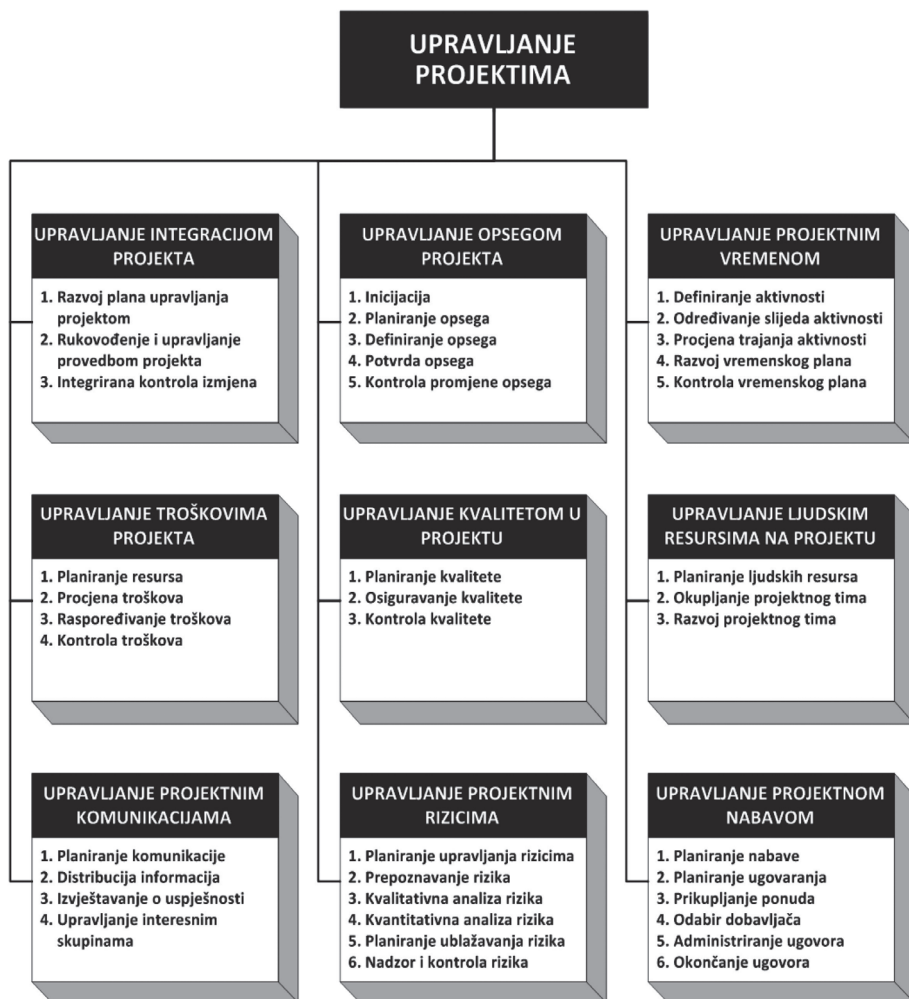 UPRAVLJANJE
PROJEKTIMA
UPRAVLJANJE INTEGRACIJOM
PROJEKTA
1. Razvoj plana upravljanja
projektom
2. Rukovođenje i upravljanje
provedbom projekta
3. Integrirana kontrola izmjena
UPRAVLJANJE OPSEGOM
PROJEKTA
1. Inicijacija
2. Planiranje opsega
3. Definiranje opsega
4. Potvrda opsega
5. Kontrola promjene opsega
UPRAVLJANJE PROJEKTNIM
VREMENOM
1. Definiranje aktivnosti
2. Određivanje slijeda aktivnosti
3. Procjena trajanja aktivnosti
4. Razvoj vremenskog plana
5. Kontrola vremenskog plana
UPRAVLJANJE TROŠKOVIMA
PROJEKTA
1. Planiranje resursa
2. Procjena troškova
3. Raspoređivanje troškova
4. Kontrola troškova
UPRAVLJANJE KVALITETOM U
PROJEKTU
1. Planiranje kvalitete
2. Osiguravanje kvalitete
3. Kontrola kvalitete
UPRAVLJANJE LJUDSKIM
RESURSIMA NA PROJEKTU
1. Planiranje ljudskih resursa
2. Okupljanje projektnog tima
3. Razvoj projektnog tima
UPRAVLJANJE PROJEKTNIM
KOMUNIKACIJAMA
1. Planiranje komunikacije
2. Distribucija informacija
3. Izvještavanje o uspješnosti
4. Upravljanje interesnim
skupinama
UPRAVLJANJE PROJEKTNIM
RIZICIMA
1. Planiranje upravljanja rizicima
2. Prepoznavanje rizika
3. Kvalitativna analiza rizika
4. Kvantitativna analiza rizika
5. Planiranje ublažavanja rizika
6. Nadzor i kontrola rizika
UPRAVLJANJE PROJEKTNOM
NABAVOM
1. Planiranje nabave
2. Planiranje ugovaranja
3. Prikupljanje ponuda
4. Odabir dobavljača
5. Administriranje ugovora
6. Okončanje ugovora